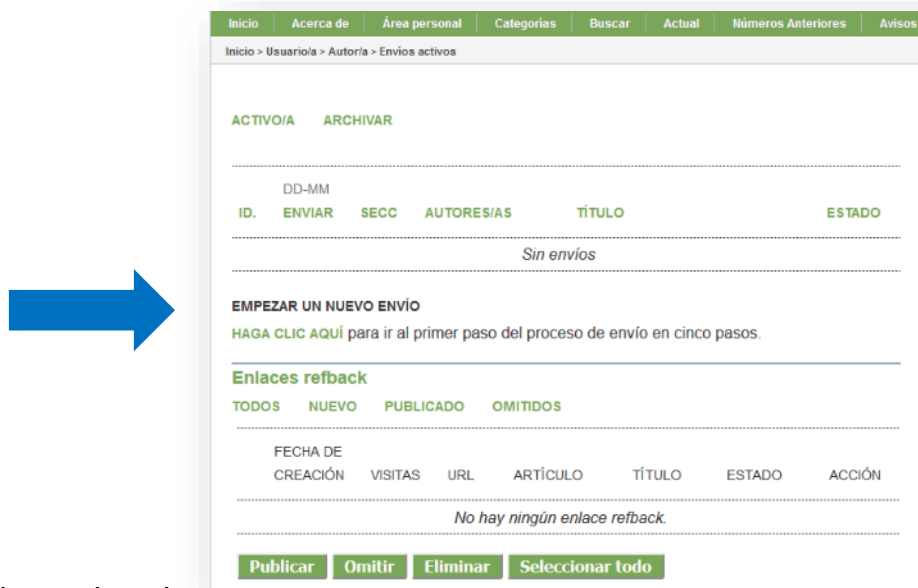 Inicio Acerca de Área personal Categorías Buscar Actual Números Anteriores Avisos
Inicio > Usuario/a > Autor/a > Envíos activos
ACTIVO/A ARCHIVAR
DD-MM
ID. ENVIAR SECC AUTORES/AS TÍTULO ESTADO
Sin envíos
EMPEZAR UN NUEVO ENVÍO
HAGA CLIC AQUÍ para ir al primer paso del proceso de envío en cinco pasos.
Enlaces refback
TODOS NUEVO PUBLICADO OMITIDOS
FECHA DE
CREACIÓN VISITAS URL ARTÍCULO TÍTULO ESTADO ACCIÓN
No hay ningún enlace refback.
Publicar Omitir Eliminar Seleccionar todo